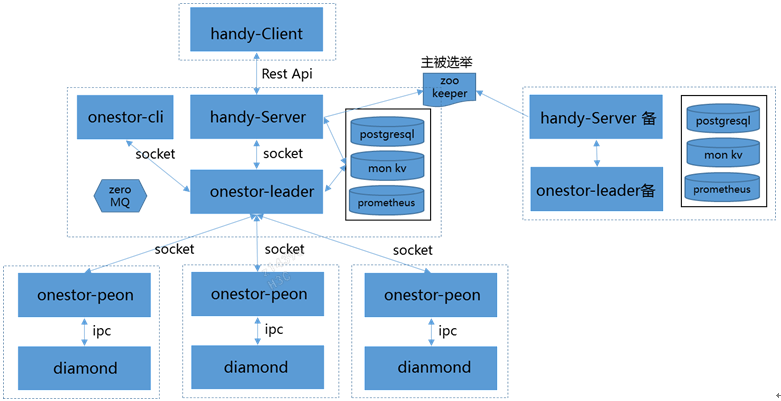 handy-Client
Rest Api
主被选举
zoo
keeper
onestor-cli
handy-Server
postgresql
mon kv
prometheus
socket
socket
zero
MQ
onestor-leader
handy-Server 备
onestor-leader备
postgresql
mon kv
prometheus
socket
socket
socket
onestor-peon
onestor-peon
onestor-peon
ipc
ipc
ipc
diamond
diamond
dianmond